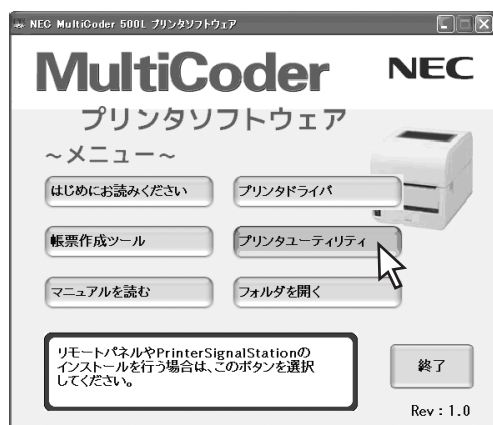 NEC MultiCoder 500L プリンタソフトウェア
MultiCoder NEC
プリンタソフトウェア
～メニュー～
はじめにお読みください プリンタドライバ
帳票作成ツール プリンタユーティリティ
マニュアルを読む フォルダを開く
リモートパネルやPrinterSignalStationの
インストールを行う場合は、このボタンを選択
してください。
終了
Rev : 1.0